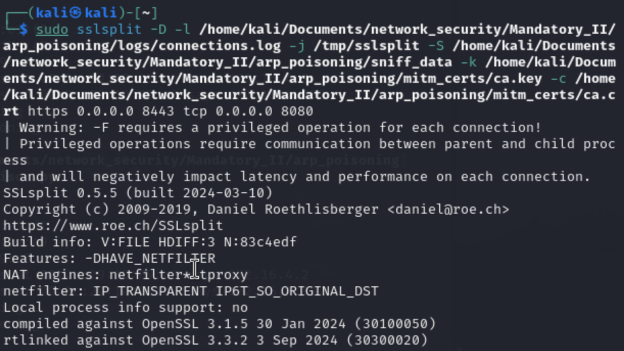 ┌──(kali㉿kali)-[~]
└─$ sudo sslsplit -D -l /home/kali/Documents/network_security/Mandatory_II/
arp_poisoning/logs/connections.log -j /tmp/sslsplit -S /home/kali/Documents
/network_security/Mandatory_II/arp_poisoning/sniff_data -k /home/kali/Docum
ents/network_security/Mandatory_II/arp_poisoning/mitm_certs/ca.key -c /home
/kali/Documents/network_security/Mandatory_II/arp_poisoning/mitm_certs/ca.c
rt https 0.0.0.0 8443 tcp 0.0.0.0 8080
| Warning: -F requires a privileged operation for each connection!
| Privileged operations require communication between parent and child proc
ess
| and will negatively impact latency and performance on each connection.
SSLsplit 0.5.5 (built 2024-03-10)
Copyright (c) 2009-2019, Daniel Roethlisberger <daniel@roe.ch>
https://www.roe.ch/SSLsplit
Build info: V:FILE HDIFF:3 N:83c4edf
Features: -DHAVE_NETFILTER
NAT engines: netfilter* tproxy
netfilter: IP_TRANSPARENT IP6T_SO_ORIGINAL_DST
Local process info support: no
compiled against OpenSSL 3.1.5 30 Jan 2024 (30100050)
rtlinked against OpenSSL 3.3.2 3 Sep 2024 (30300020)